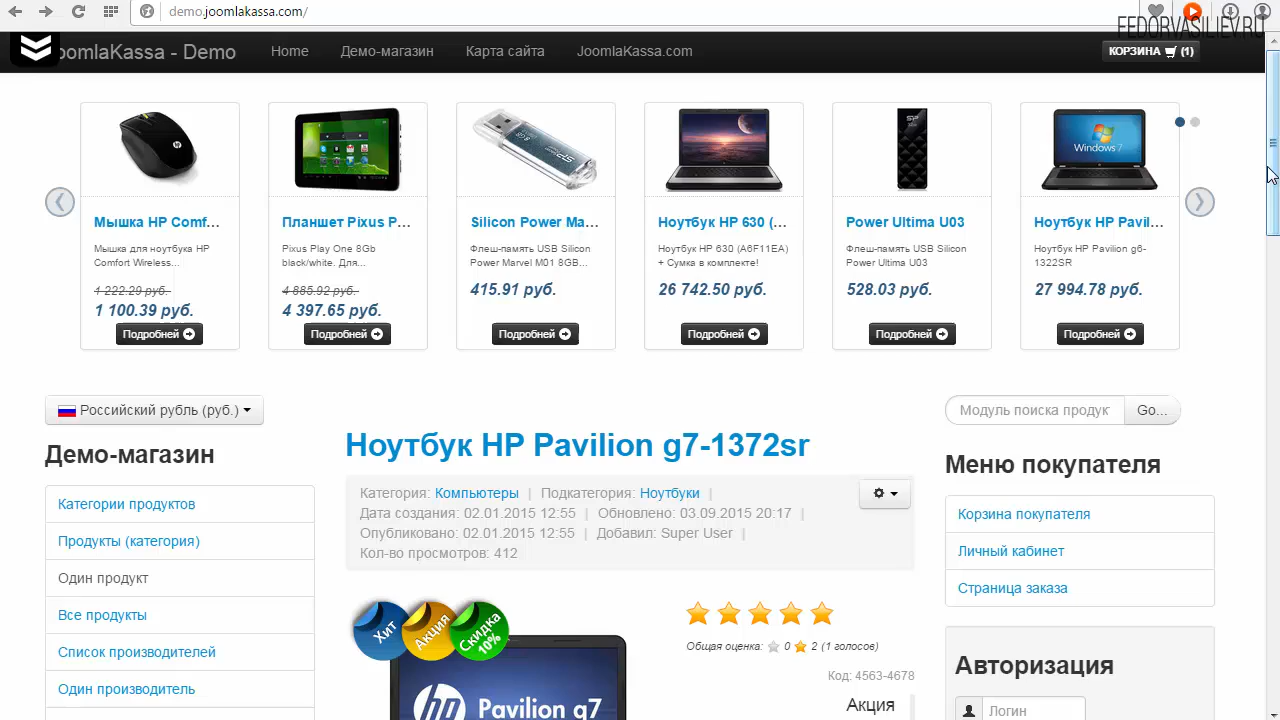 demo.joomlakassa.com/
FEDORVASILIEV.RU
JoomlaKassa - Demo
Home
Демо-магазин
Карта сайта
JoomlaKassa.com
КОРЗИНА (1)
Мышка HP Comf...
Мышка для ноутбука HP
Comfort Wireless...
1 222.29 руб.
1 100.39 руб.
Подробней
Планшет Pixus P...
Pixus Play One 8Gb
black/white. Для...
4 885.92 руб.
4 397.65 руб.
Подробней
Silicon Power Ma...
Флеш-память USB Silicon
Power Marvel M01 8GB...
415.91 руб.
Подробней
Ноутбук HP 630 (...
Ноутбук HP 630 (A6F11EA)
+ Сумка в комплекте!
26 742.50 руб.
Подробней
SP
Power Ultima U03
Флеш-память USB Silicon
Power Ultima U03
528.03 руб.
Подробней
Windows 7
Ноутбук HP Pavil...
Ноутбук HP Pavilion g6-
1322SR
27 994.78 руб.
Подробней
Российский рубль (руб.)
Демо-магазин
Категории продуктов
Продукты (категория)
Один продукт
Все продукты
Список производителей
Один производитель
Ноутбук HP Pavilion g7-1372sr
Категория: Компьютеры | Подкатегория: Ноутбуки |
Дата создания: 02.01.2015 12:55 | Обновлено: 03.09.2015 20:17 |
Опубликовано: 02.01.2015 12:55 | Добавил: Super User |
Кол-во просмотров: 412
Хит
Акция
Скидка
10%
hp
Pavilion g7
Общая оценка: 0 2 (1 голосов)
Код: 4563-4678
Акция
Модуль поиска продукт
Go...
Меню покупателя
Корзина покупателя
Личный кабинет
Страница заказа
Авторизация
Логин